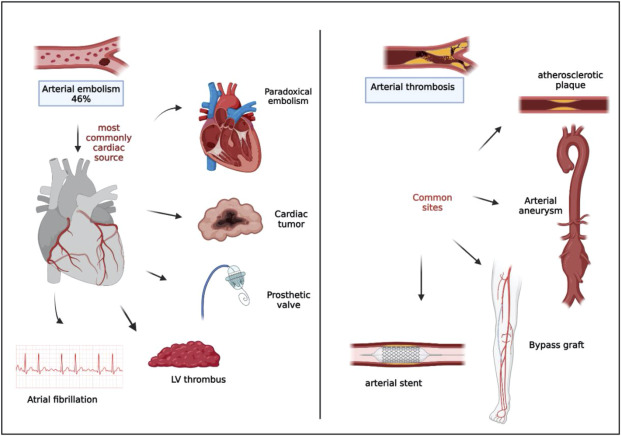 Arterial embolism
46%
most
commonly
cardiac
source
Paradoxical
embolism
Cardiac
tumor
Prosthetic
valve
LV thrombus
Atrial fibrillation
Arterial thrombosis
atherosclerotic
plaque
Common
sites
Arterial
aneurysm
Bypass graft
arterial stent